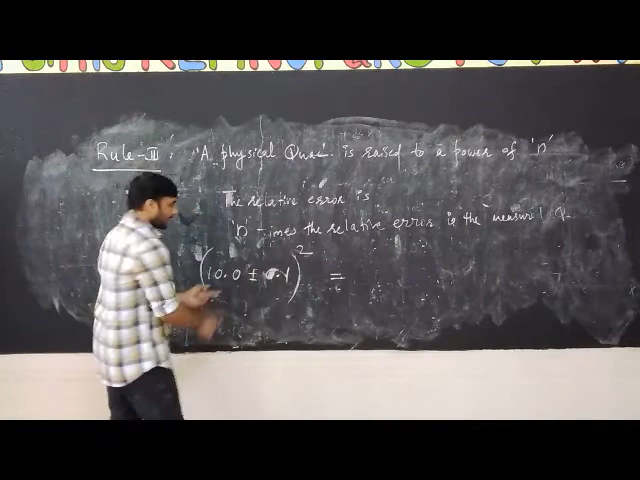 Rule-III : 'A physical Quan. is raised to a power of 'n'
The relative error is
'n' - times the relative error is the measured Q.
(10.0 ± 0.1)² =